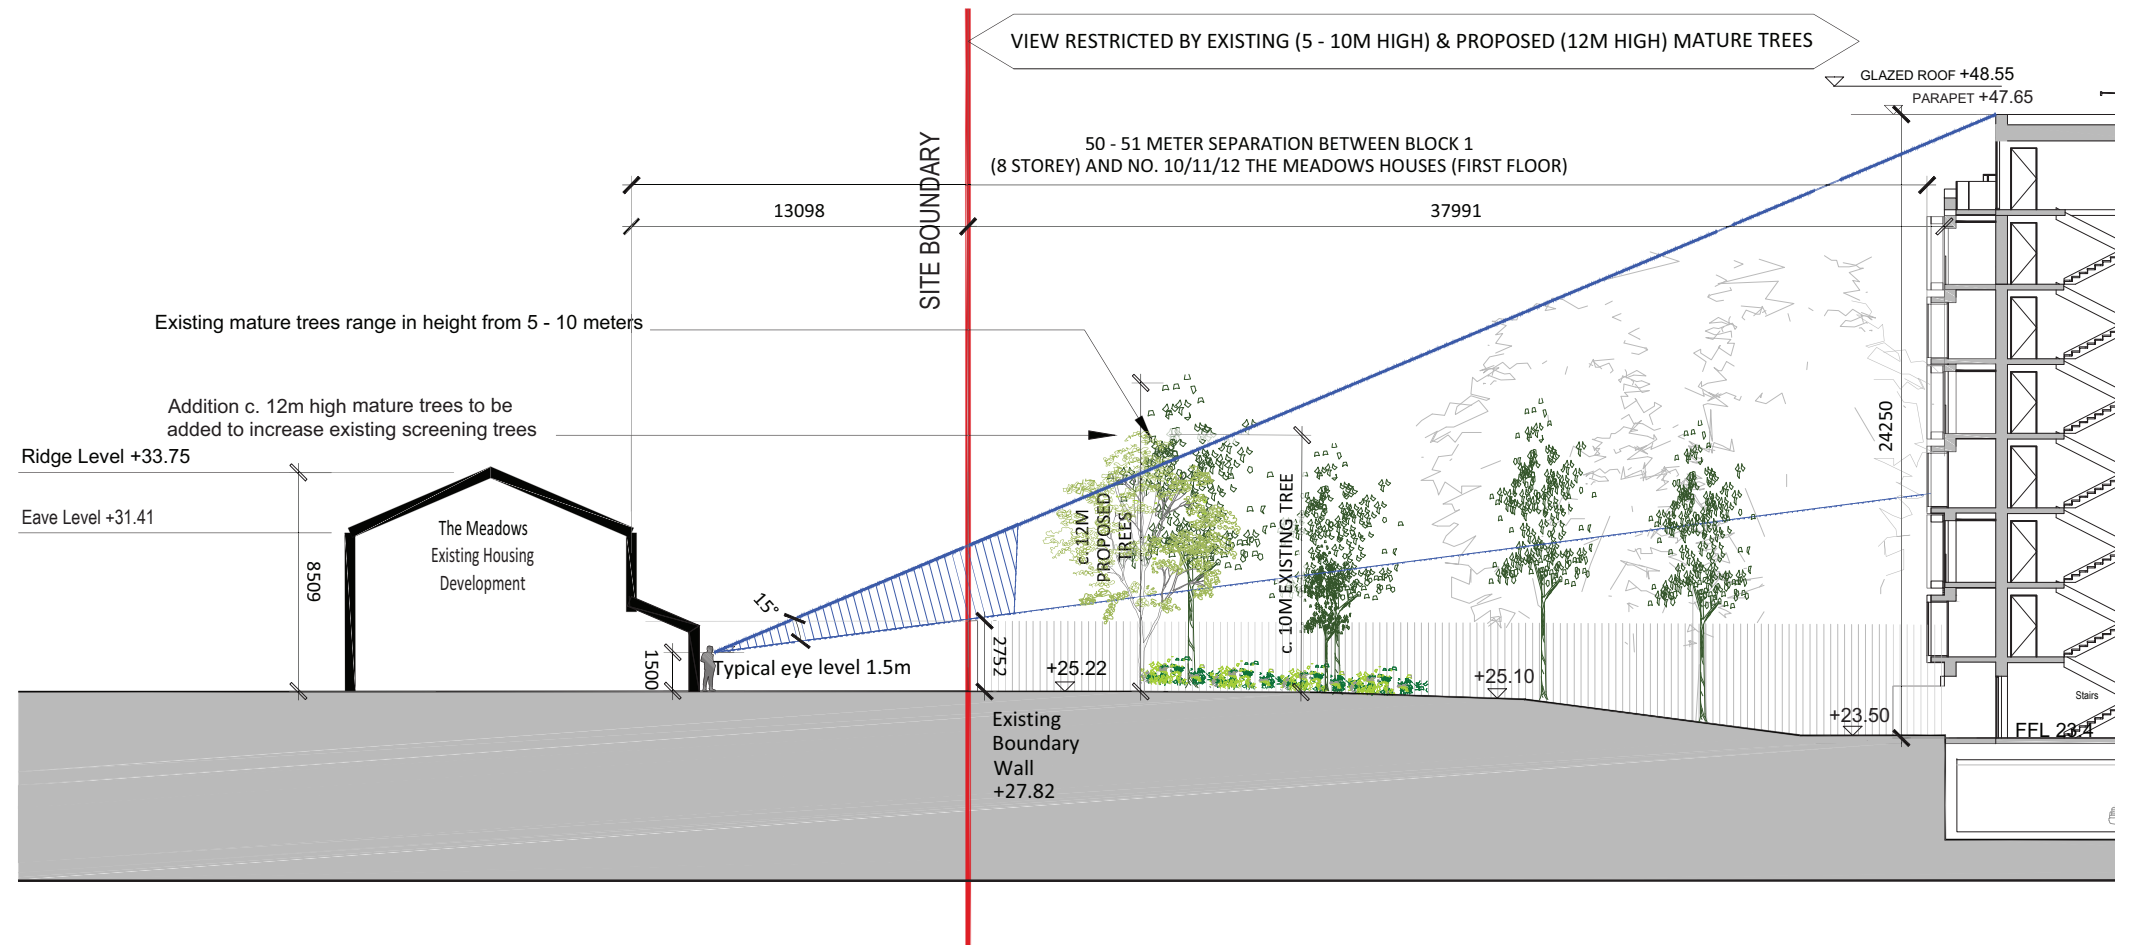 VIEW RESTRICTED BY EXISTING (5 - 10M HIGH) & PROPOSED (12M HIGH) MATURE TREES
GLAZED ROOF +48.55
PARAPET +47.65
SITE BOUNDARY
50 - 51 METER SEPARATION BETWEEN BLOCK 1
(8 STOREY) AND NO. 10/11/12 THE MEADOWS HOUSES (FIRST FLOOR)
13098
37991
Existing mature trees range in height from 5 - 10 meters
Addition c. 12m high mature trees to be
added to increase existing screening trees
Ridge Level +33.75
Eave Level +31.41
8509
The Meadows
Existing Housing
Development
15°
1500
Typical eye level 1.5m
2752
c. 12M
PROPOSED
TREES
c. 10M EXISTING TREE
24250
+25.22
+25.10
+23.50
Stairs
FFL 23.4
Existing
Boundary
Wall
+27.82